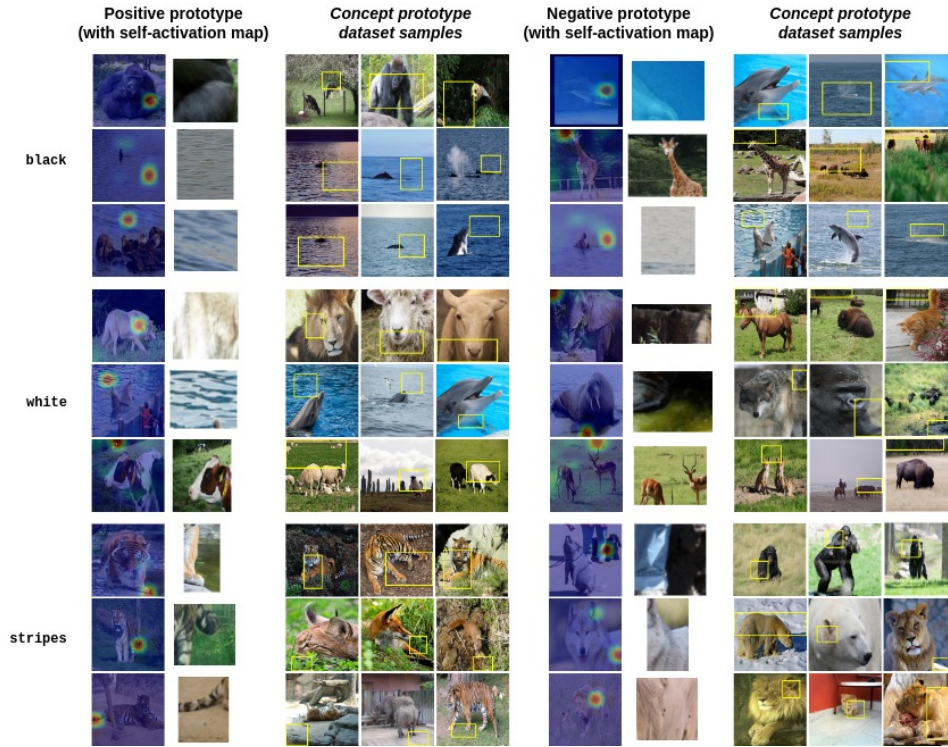 Positive prototype
(with self-activation map)
Concept prototype
dataset samples
Negative prototype
(with self-activation map)
Concept prototype
dataset samples
black
white
stripes